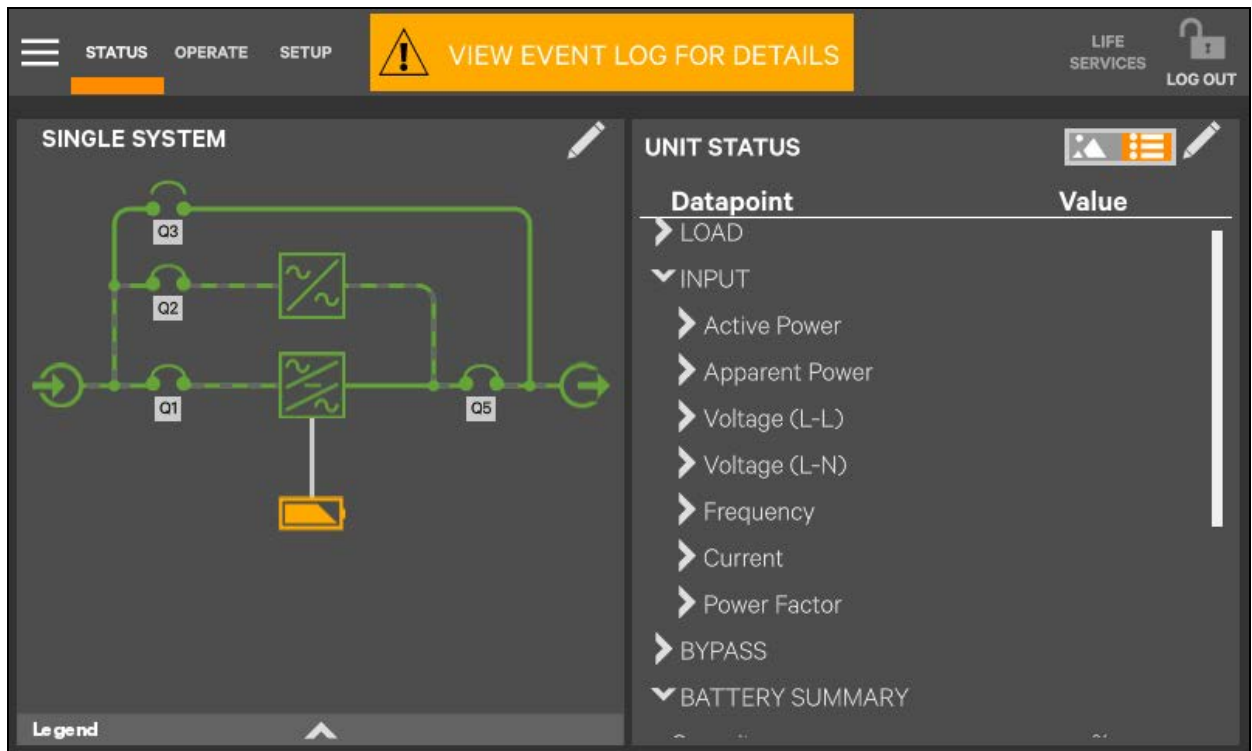 STATUS OPERATE SETUP
VIEW EVENT LOG FOR DETAILS
LIFE
SERVICES
1
LOG OUT
SINGLE SYSTEM
Q3
Q2
Q1
Q5
Legend
UNIT STATUS
Datapoint Value
LOAD
INPUT
Active Power
Apparent Power
Voltage (L-L)
Voltage (L-N)
Frequency
Current
Power Factor
BYPASS
BATTERY SUMMARY